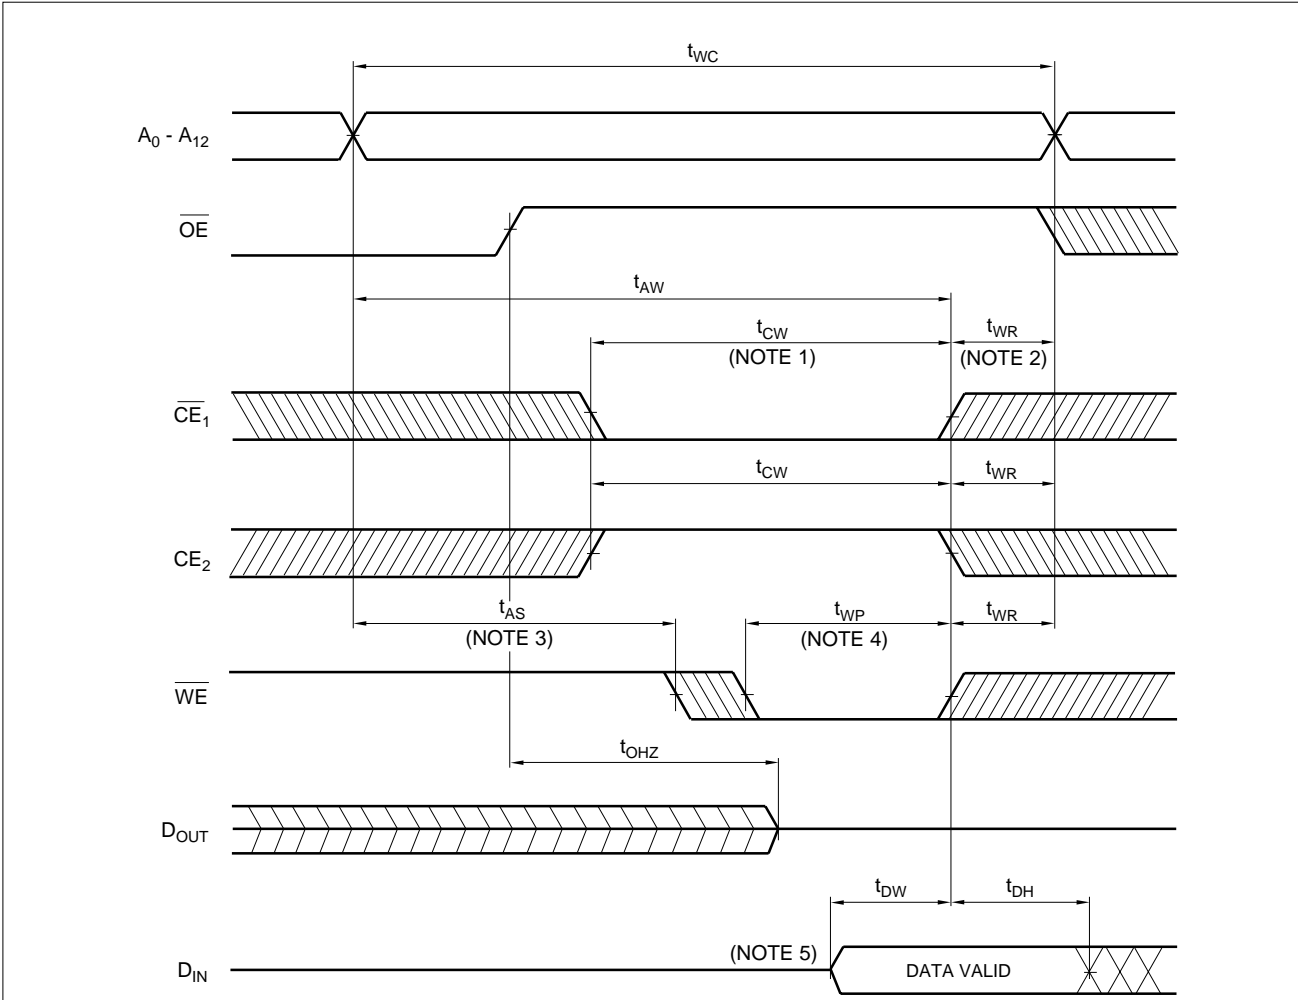 tWC
A0 - A12
OE
tAW
tCW
tWR
(NOTE 1)
(NOTE 2)
CE1
tCW
tWR
CE2
tAS
tWP
tWR
(NOTE 3)
(NOTE 4)
WE
tOHZ
DOUT
tDW
tDH
(NOTE 5)
DIN
DATA VALID